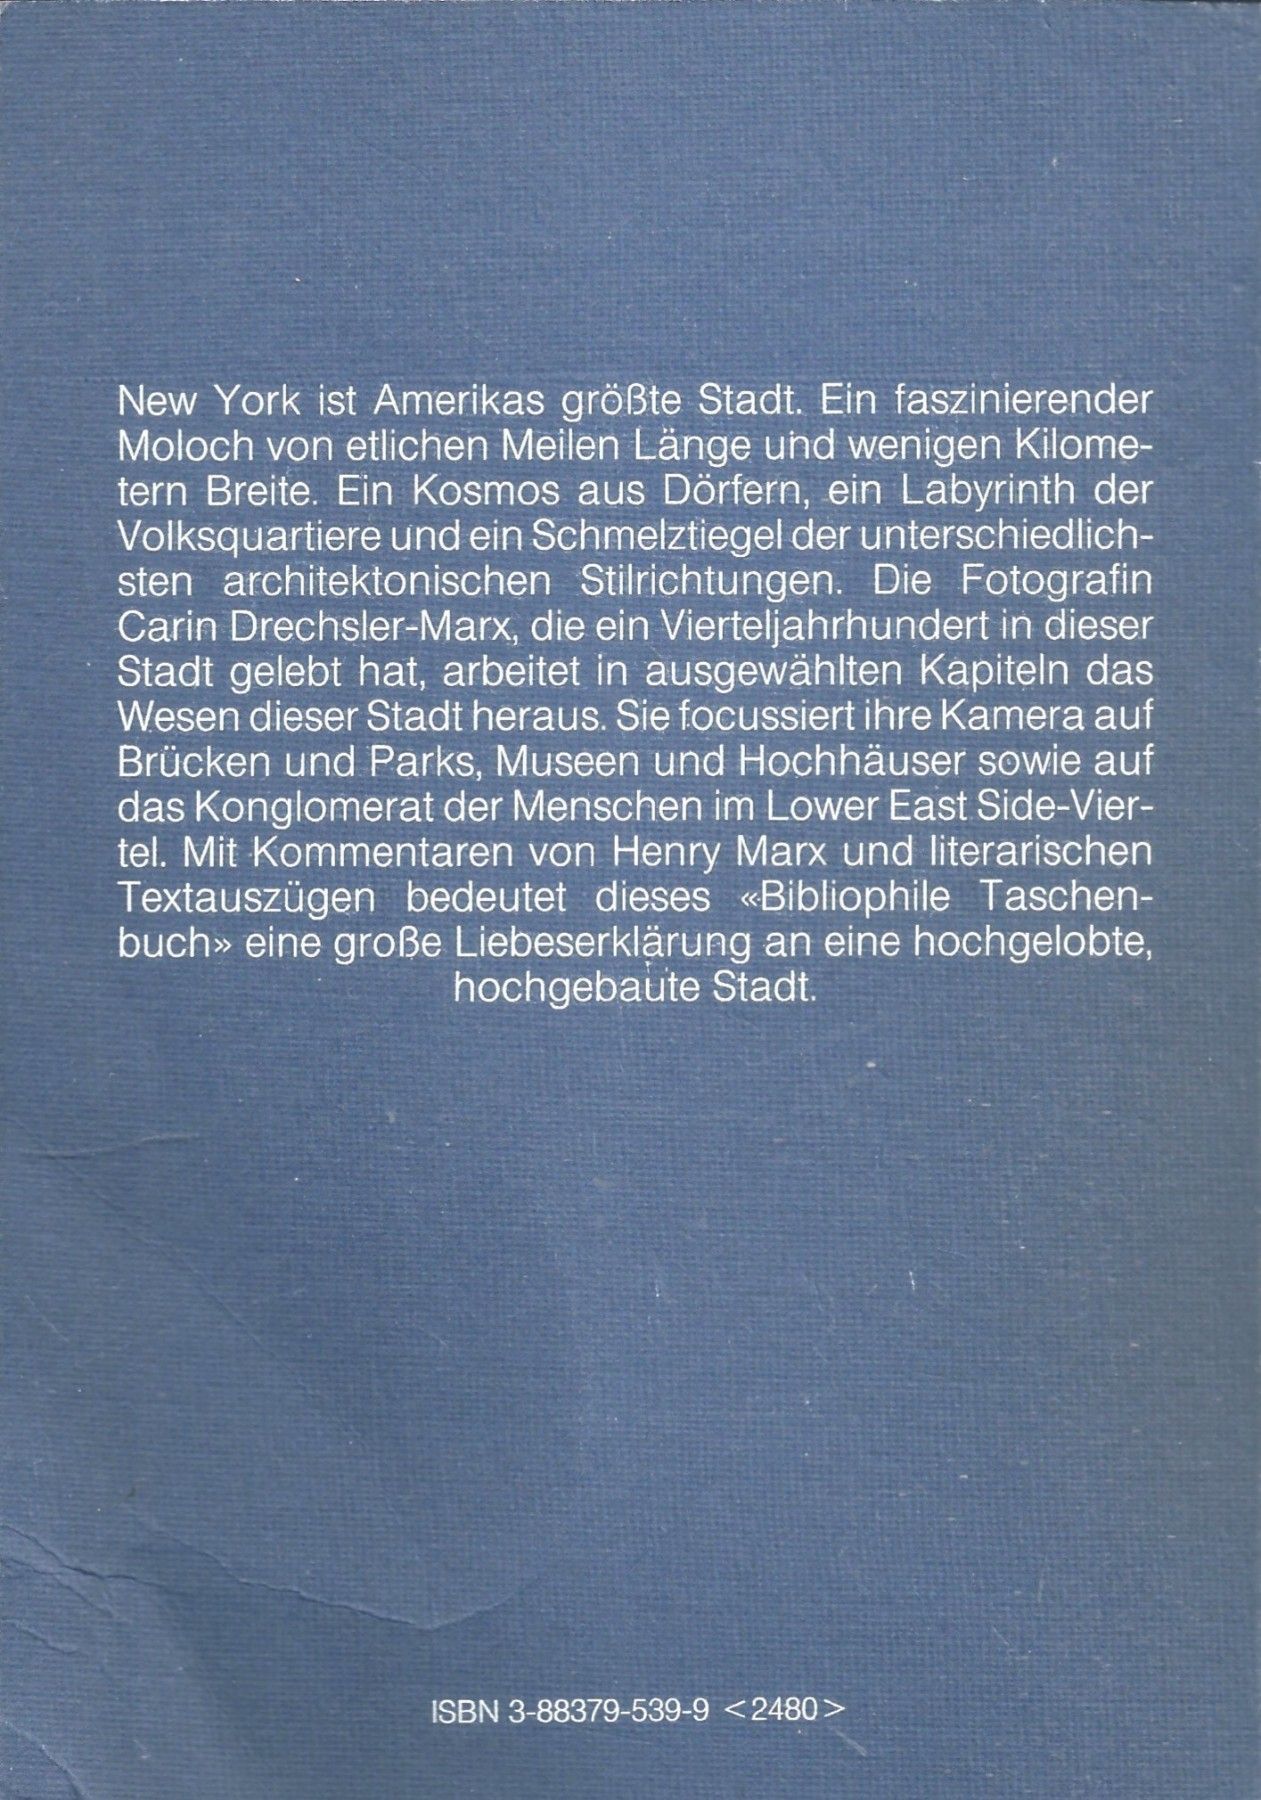 New York ist Amerikas größte Stadt. Ein faszinierender
Moloch von etlichen Meilen Länge und wenigen Kilome-
tern Breite. Ein Kosmos aus Dörfern, ein Labyrinth der
Volksquartiere und ein Schmelztiegel der unterschiedlich-
sten architektonischen Stilrichtungen. Die Fotografin
Carin Drechsler-Marx, die ein Vierteljahrhundert in dieser
Stadt gelebt hat, arbeitet in ausgewählten Kapiteln das
Wesen dieser Stadt heraus. Sie focussiert ihre Kamera auf
Brücken und Parks, Museen und Hochhäuser sowie auf
das Konglomerat der Menschen im Lower East Side-Vier-
tel. Mit Kommentaren von Henry Marx und literarischen
Textauszügen bedeutet dieses «Bibliophile Taschen-
buch» eine große Liebeserklärung an eine hochgelobte,
hochgebaute Stadt.
ISBN 3-88379-539-9 <2480>